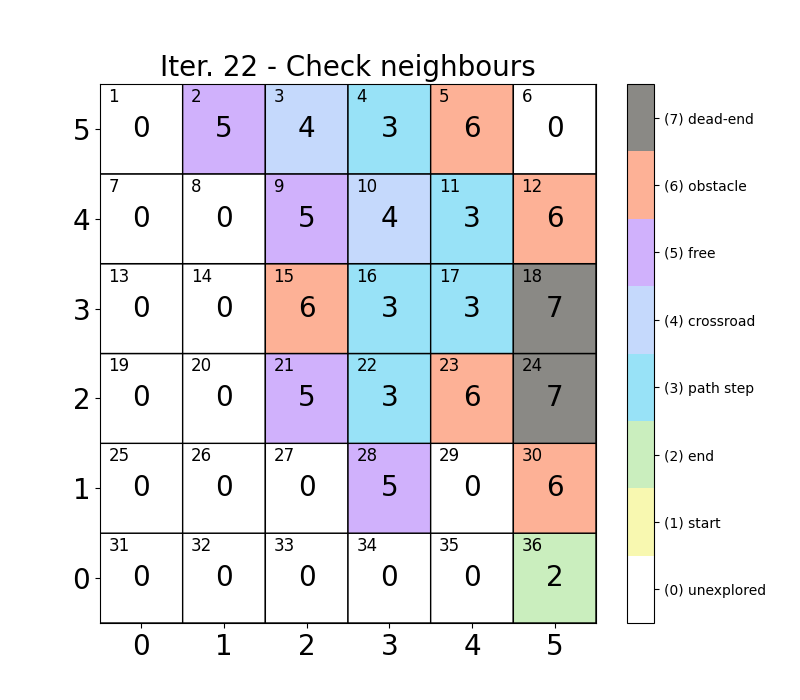 Iter. 22 - Check neighbours
1 2 3 4 5 6
5 0 5 4 3 6 0
7 8 9 10 11 12
4 0 0 5 4 3 6
13 14 15 16 17 18
3 0 0 6 3 3 7
19 20 21 22 23 24
2 0 0 5 3 6 7
25 26 27 28 29 30
1 0 0 0 5 0 6
31 32 33 34 35 36
0 0 0 0 0 0 2
0 1 2 3 4 5
(7) dead-end
(6) obstacle
(5) free
(4) crossroad
(3) path step
(2) end
(1) start
(0) unexplored